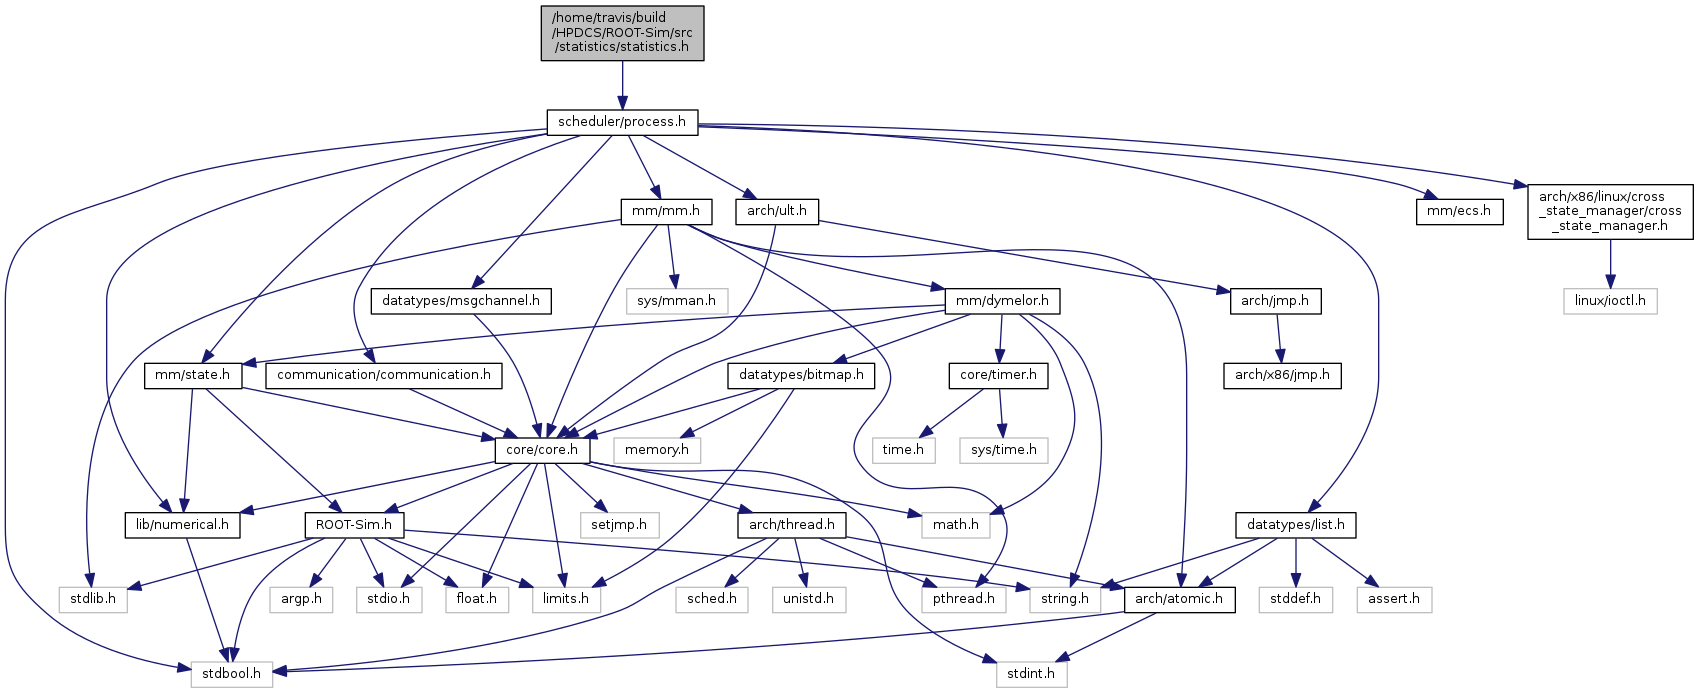 /home/travis/build
/HPDCS/ROOT-Sim/src
/statistics/statistics.h
scheduler/process.h
mm/mm.h
arch/ult.h
mm/ecs.h
arch/x86/linux/cross
_state_manager/cross
_state_manager.h
datatypes/msgchannel.h
sys/mman.h
mm/dymelor.h
arch/jmp.h
linux/ioctl.h
mm/state.h
communication/communication.h
datatypes/bitmap.h
core/timer.h
arch/x86/jmp.h
core/core.h
memory.h
time.h
sys/time.h
lib/numerical.h
ROOT-Sim.h
setjmp.h
arch/thread.h
math.h
datatypes/list.h
stdlib.h
argp.h
stdio.h
float.h
limits.h
sched.h
unistd.h
pthread.h
string.h
arch/atomic.h
stddef.h
assert.h
stdbool.h
stdint.h